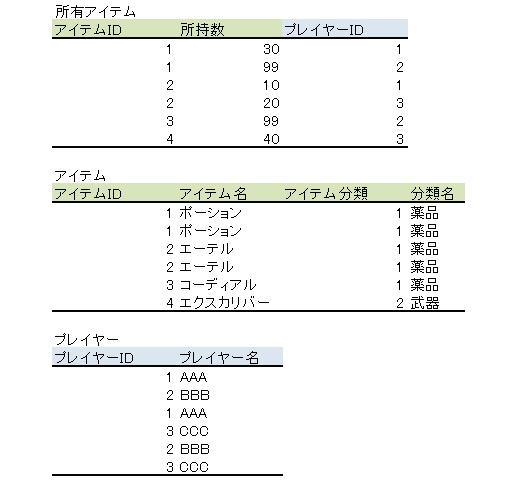 所有アイテム
アイテムID 所持数 プレイヤーID
1 30 1
1 99 2
2 10 1
2 20 3
3 99 2
4 40 3
アイテム
アイテムID アイテム名 アイテム分類 分類名
1 ポーション 1 薬品
1 ポーション 1 薬品
2 エーテル 1 薬品
2 エーテル 1 薬品
3 コーディアル 1 薬品
4 エクスカリバー 2 武器
プレイヤー
プレイヤーID プレイヤー名
1 AAA
2 BBB
1 AAA
3 CCC
2 BBB
3 CCC